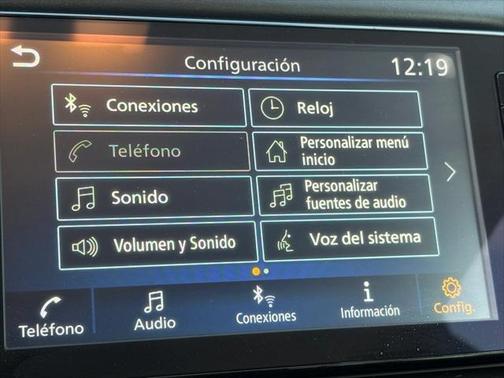 Configuración
12:19
Conexiones
Reloj
Teléfono
Personalizar menú
inicio
Sonido
Personalizar
fuentes de audio
Volumen y Sonido
Voz del sistema
Teléfono
Audio
Conexiones
Información
Config.